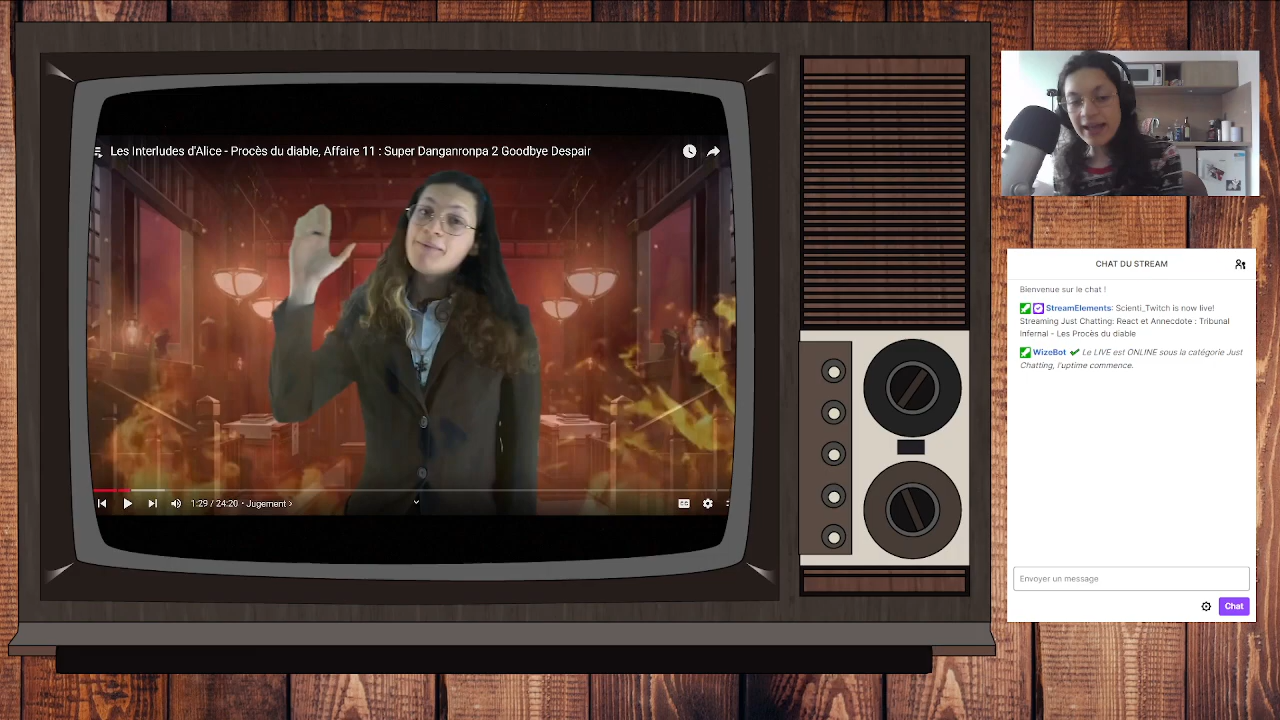 Les Interludes d'Alice - Procès du diable, Affaire 11 : Super Danganronpa 2 Goodbye Despair
1:29 / 24:20 • Jugement ›
CHAT DU STREAM
Bienvenue sur le chat !
StreamElements: Scienti_Twitch is now live!
Streaming Just Chatting: React et Annecdote : Tribunal
Infernal - Les Procès du diable
WizeBot Le LIVE est ONLINE sous la catégorie Just
Chatting, l'uptime commence.
Envoyer un message
Chat